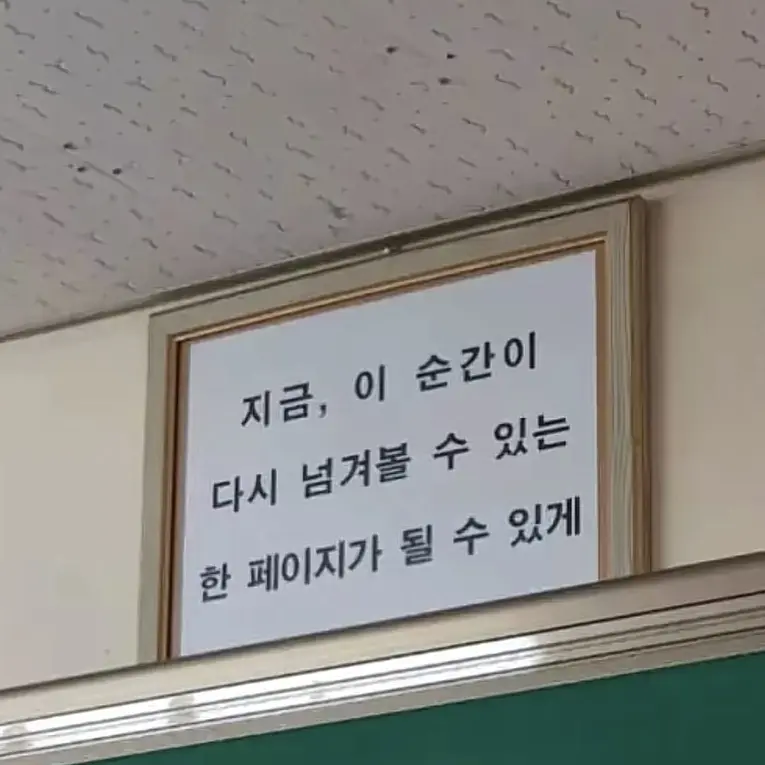 지금, 이 순간이
다시 넘겨볼 수 있는
한 페이지가 될 수 있게